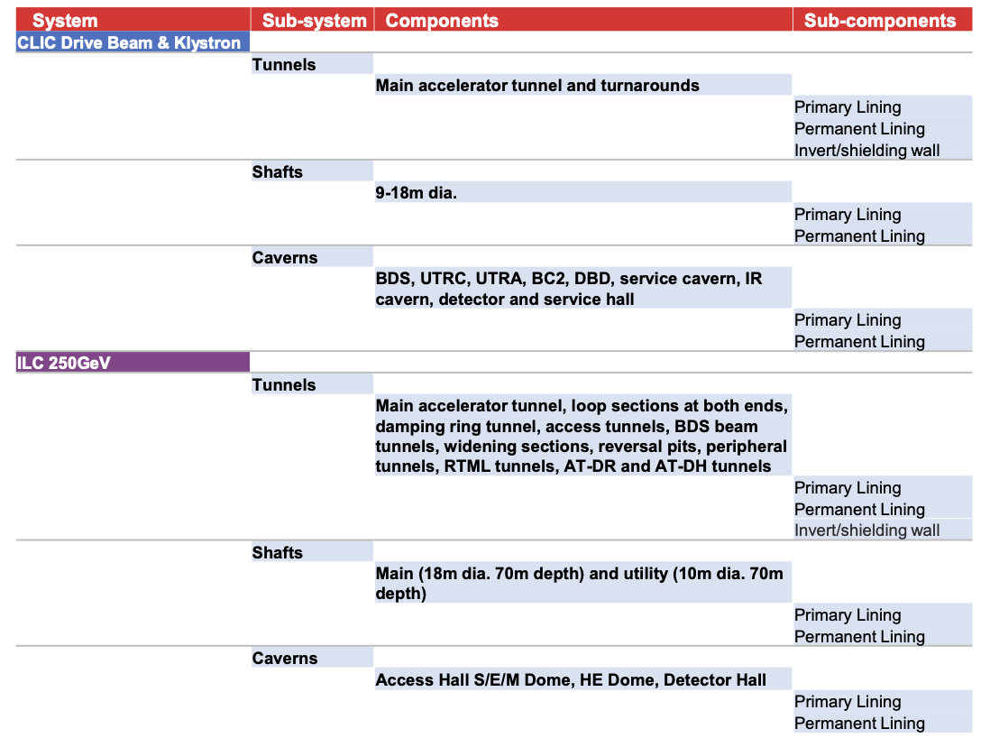 System Sub-system Components Sub-components
CLIC Drive Beam & Klystron
Tunnels
Main accelerator tunnel and turnarounds
Primary Lining
Permanent Lining
Invert/shielding wall
Shafts
9-18m dia.
Primary Lining
Permanent Lining
Caverns
BDS, UTRC, UTRA, BC2, DBD, service cavern, IR
cavern, detector and service hall
Primary Lining
Permanent Lining
ILC 250GeV
Tunnels
Main accelerator tunnel, loop sections at both ends,
damping ring tunnel, access tunnels, BDS beam
tunnels, widening sections, reversal pits, peripheral
tunnels, RTML tunnels, AT-DR and AT-DH tunnels
Primary Lining
Permanent Lining
Invert/shielding wall
Shafts
Main (18m dia. 70m depth) and utility (10m dia. 70m
depth)
Primary Lining
Permanent Lining
Caverns
Access Hall S/E/M Dome, HE Dome, Detector Hall
Primary Lining
Permanent Lining